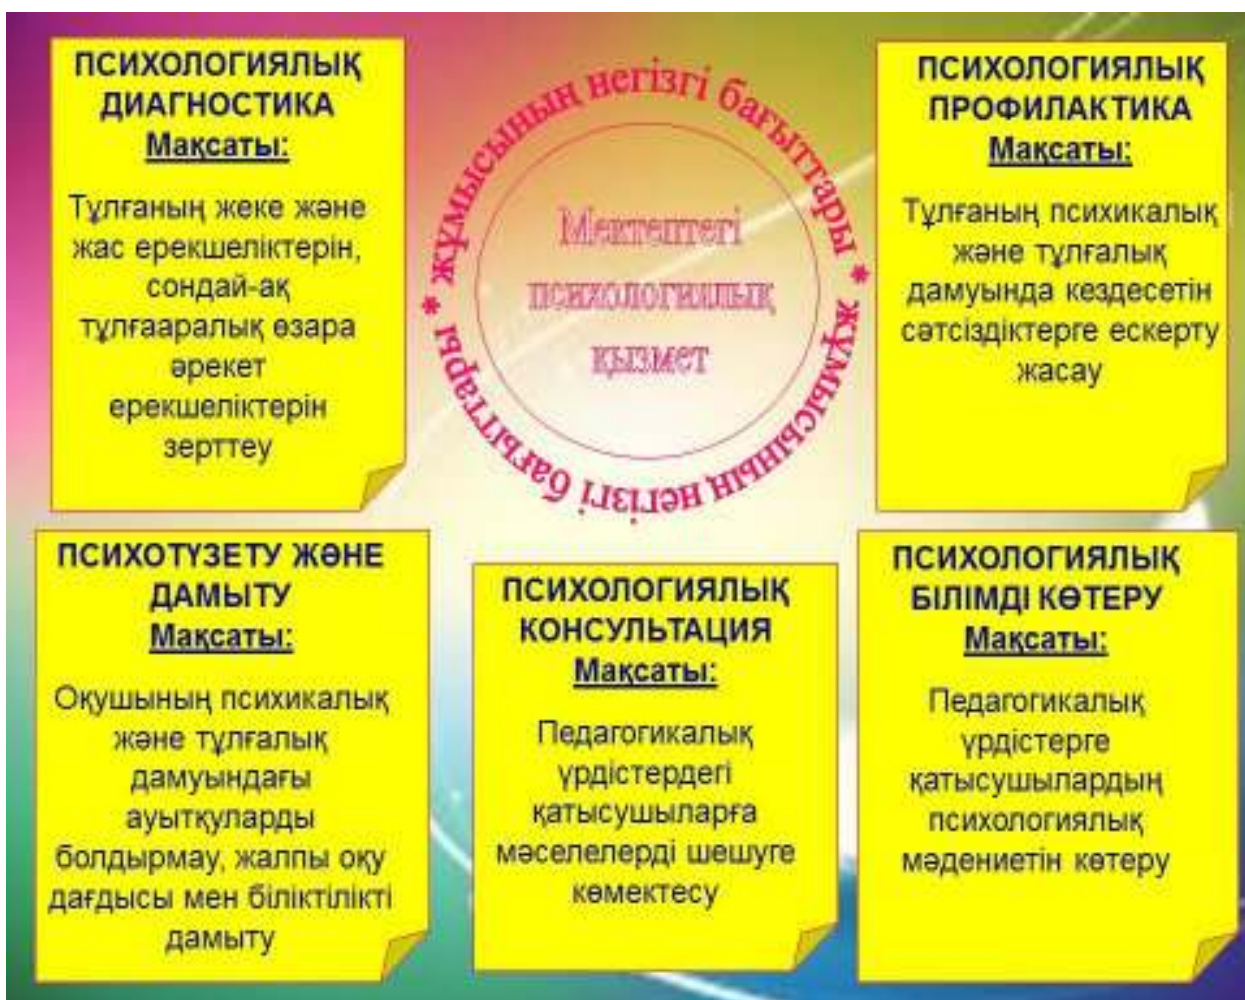 ПСИХОЛОГИЯЛЫҚ
ДИАГНОСТИКА
Мақсаты:
Тұлғаның жеке және
жас ерекшеліктерін,
сондай-ақ
тұлғааралық өзара
әрекет
ерекшеліктерін
зерттеу
* жұмысының негізгі бағыттары * жұмысының негізгі бағыттары
Мектептегі
психологиялық
қызмет
ПСИХОЛОГИЯЛЫҚ
ПРОФИЛАКТИКА
Мақсаты:
Тұлғаның психикалық
және тұлғалық
дамуында кездесетін
сәтсіздіктерге ескерту
жасау
ПСИХОТҮЗЕТУ ЖӘНЕ
ДАМЫТУ
Мақсаты:
Оқушының психикалық
және тұлғалық
дамуындағы
ауытқуларды
болдырмау, жалпы оқу
дағдысы мен біліктілікті
дамыту
ПСИХОЛОГИЯЛЫҚ
КОНСУЛЬТАЦИЯ
Мақсаты:
Педагогикалық
үрдістердегі
қатысушыларға
мәселелерді шешуге
көмектесу
ПСИХОЛОГИЯЛЫҚ
БІЛІМДІ КӨТЕРУ
Мақсаты:
Педагогикалық
үрдістерге
қатысушылардың
психологиялық
мәдениетін көтеру